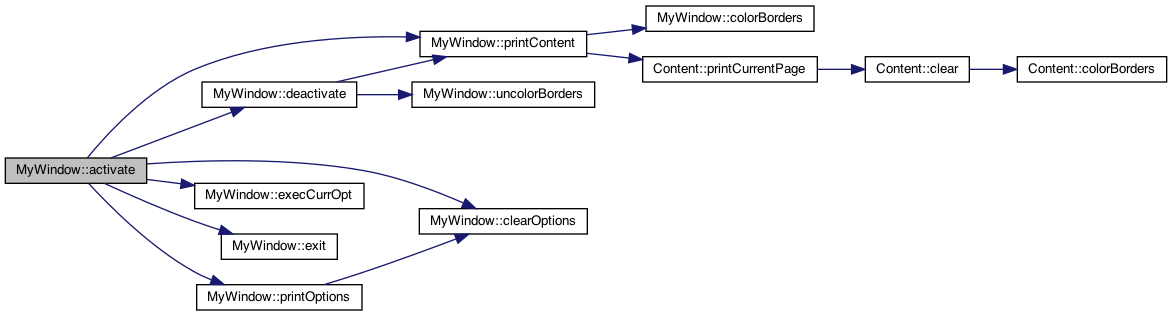 MyWindow::colorBorders
MyWindow::printContent
Content::printCurrentPage
Content::clear
Content::colorBorders
MyWindow::deactivate
MyWindow::uncolorBorders
MyWindow::activate
MyWindow::execCurrOpt
MyWindow::clearOptions
MyWindow::exit
MyWindow::printOptions